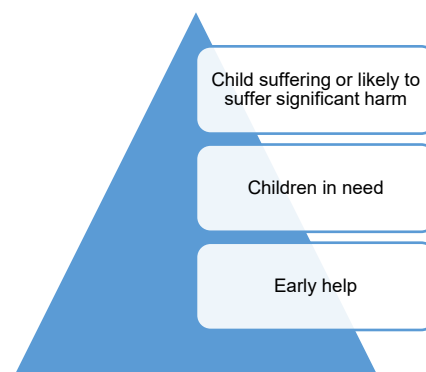 Child suffering or likely to
suffer significant harm
Children in need
Early help